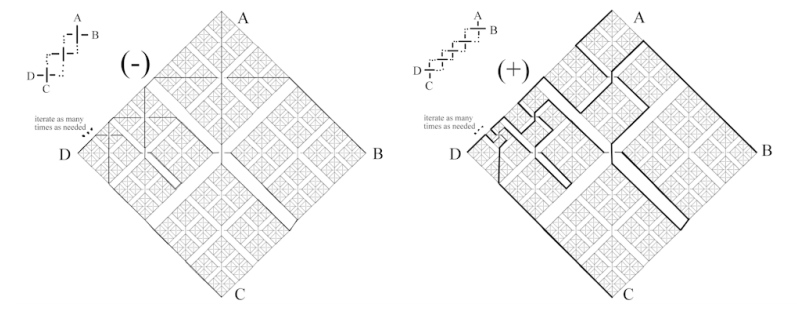 A
B
D
C
(-)
A
iterate as many
times as needed
D
B
C
A
B
D
C
(+)
A
iterate as many
times as needed
D
B
C